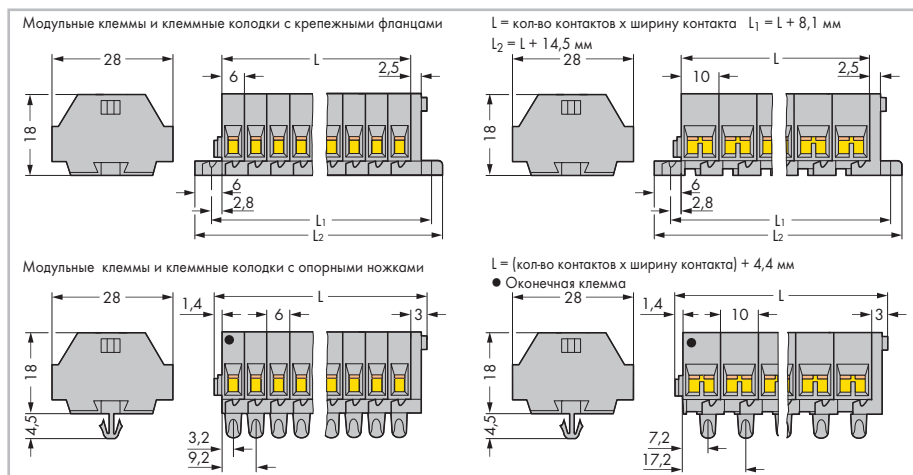 Модульные клеммы и клеммные колодки с крепежными фланцами
L = кол-во контактов x ширину контакта L1 = L + 8,1 мм
L2 = L + 14,5 мм
28
L
6
2,5
18
6
2,8
L1
L2
28
L
10
2,5
18
6
2,8
L1
L2
Модульные клеммы и клеммные колодки с опорными ножками
L = (кол-во контактов x ширину контакта) + 4,4 мм
● Оконечная клемма
28
L
1,4
6
3
18
4,5
3,2
9,2
28
L
1,4
10
3
18
4,5
7,2
17,2